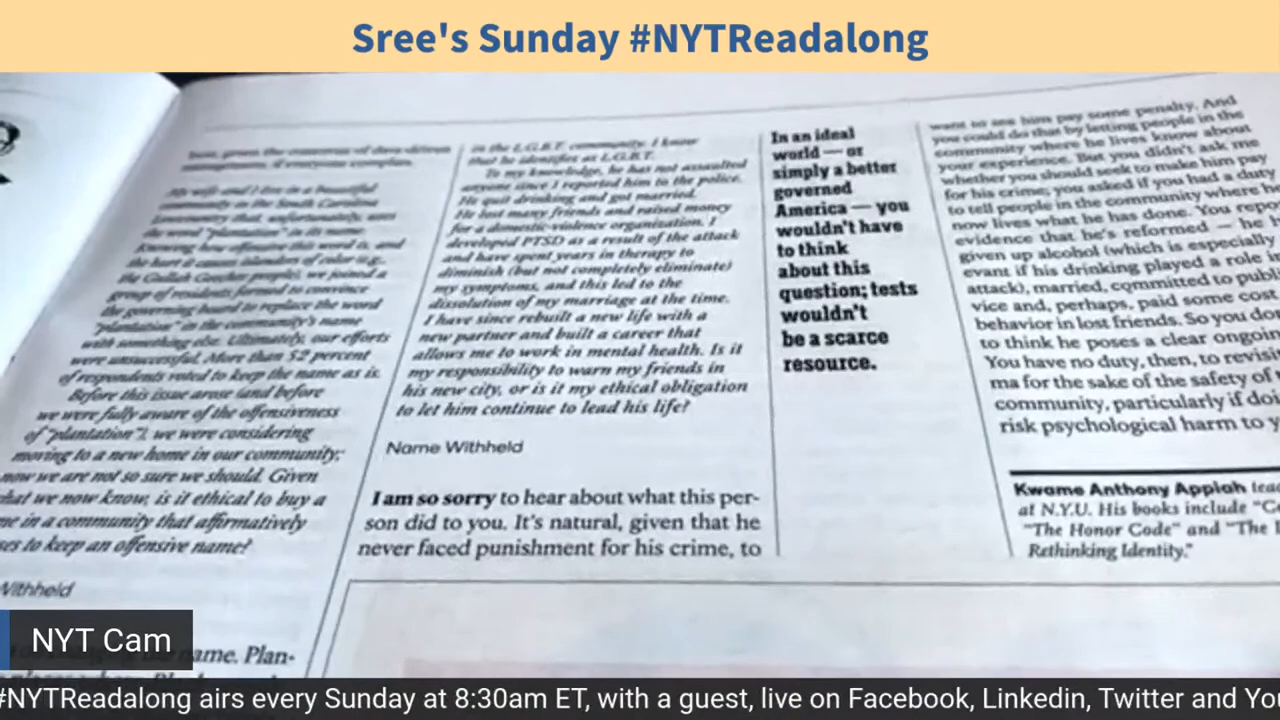 Sree's Sunday #NYTReadalong
My wife and I live in a beautiful
community in the South Carolina
Lowcountry that, unfortunately, uses
the word "plantation" as its name.
Knowing how offensive this word is, and
the hurt it causes islanders of color (e.g.,
the Gullah Geechee people), we joined a
group of residents formed to convince
the governing board to replace the word
"plantation" in the community's name
with something else. Ultimately, our efforts
were unsuccessful. More than 52 percent
of respondents voted to keep the name as is.
Before this issue arose (and before
we were fully aware of the offensiveness
of "plantation"), we were considering
moving to a new home in our community;
now we are not so sure we should. Given
what we now know, is it ethical to buy a
in a community that affirmatively
to keep an offensive name?
Withheld
name. Plan-
in the L.G.B.T. community. I know
that he identifies as L.G.B.T.
To my knowledge, he has not assaulted
anyone since I reported him to the police.
He quit drinking and got married.
He lost many friends and raised money
for a domestic-violence organization. I
developed PTSD as a result of the attack
and have spent years in therapy to
diminish (but not completely eliminate)
my symptoms, and this led to the
dissolution of my marriage at the time.
I have since rebuilt a new life with a
new partner and built a career that
allows me to work in mental health. Is it
my responsibility to warn my friends in
his new city, or is it my ethical obligation
to let him continue to lead his life?
Name Withheld
I am so sorry to hear about what this per-
son did to you. It's natural, given that he
never faced punishment for his crime, to
In an ideal
world — or
simply a better
governed
America — you
wouldn't have
to think
about this
question; tests
wouldn't
be a scarce
resource.
want to see him pay some penalty. And
you could do that by letting people in the
community where he lives know about
your experience. But you didn't ask me
whether you should seek to make him pay
for his crime; you asked if you had a duty
to tell people in the community where he
now lives what he has done. You repo
evidence that he's reformed — he h
given up alcohol (which is especially
evant if his drinking played a role in
attack), married, committed to publi
vice and, perhaps, paid some cost
behavior in lost friends. So you don
to think he poses a clear ongoin
You have no duty, then, to revisi
ma for the sake of the safety of
community, particularly if doi
risk psychological harm to y
Kwame Anthony Appiah teac
at N.Y.U. His books include "C
"The Honor Code" and "The
Rethinking Identity."
NYT Cam
#NYTReadalong airs every Sunday at 8:30am ET, with a guest, live on Facebook, Linkedin, Twitter and You